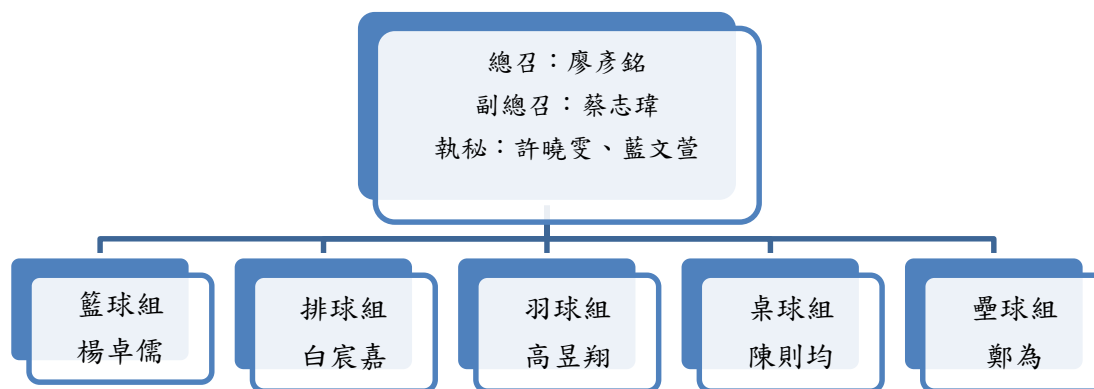 總召：廖彥銘
副總召：蔡志瑋
執秘：許曉雯、藍文萱
籃球組
楊卓儒
排球組
白宸嘉
羽球組
高昱翔
桌球組
陳則均
壘球組
鄭為